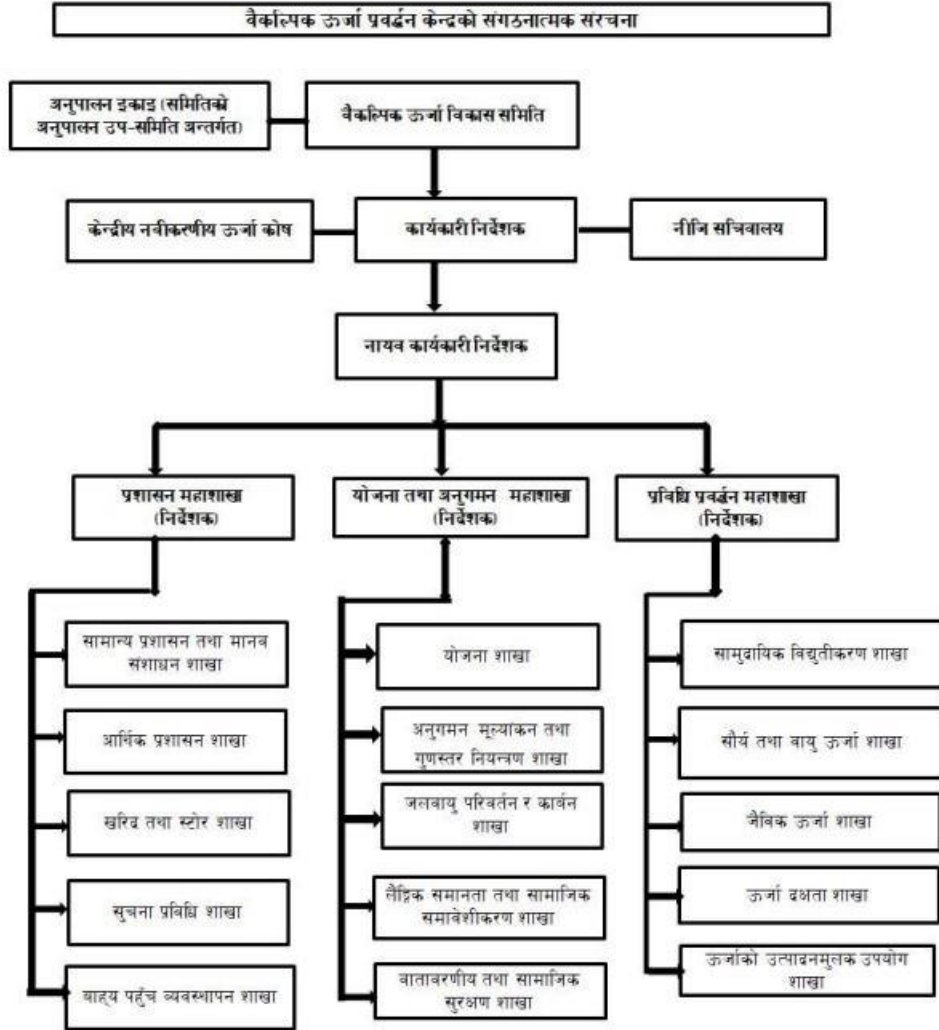 वैकल्पिक ऊर्जा प्रवर्द्धन केन्द्रको संगठनात्मक संरचना
अनुपालन इकाइ (समितिको
अनुपालन उप-समिति अन्तर्गत)
वैकल्पिक ऊर्जा विकास समिति
केन्द्रीय नवीकरणीय ऊर्जा कोष
कार्यकारी निर्देशक
नीजि सचिवालय
नायव कार्यकारी निर्देशक
प्रशासन महाशाखा
(निर्देशक)
योजना तथा अनुगमन महाशाखा
(निर्देशक)
प्रविधि प्रवर्द्धन महाशाखा
(निर्देशक)
सामान्य प्रशासन तथा मानव
संशाधन शाखा
आर्थिक प्रशासन शाखा
खरिद तथा स्टोर शाखा
सुचना प्रविधि शाखा
बाह्य पहुँच व्यवस्थापन शाखा
योजना शाखा
अनुगमन मूल्यांकन तथा
गुणस्तर नियन्त्रण शाखा
जलवायु परिवर्तन र कार्बन
शाखा
लैङ्गिक समानता तथा सामाजिक
समावेशीकरण शाखा
वातावरणीय तथा सामाजिक
सुरक्षण शाखा
सामुदायिक विद्युतीकरण शाखा
सौर्य तथा वायु ऊर्जा शाखा
जैविक ऊर्जा शाखा
ऊर्जा दक्षता शाखा
ऊर्जाको उत्पादनमुलक उपयोग
शाखा